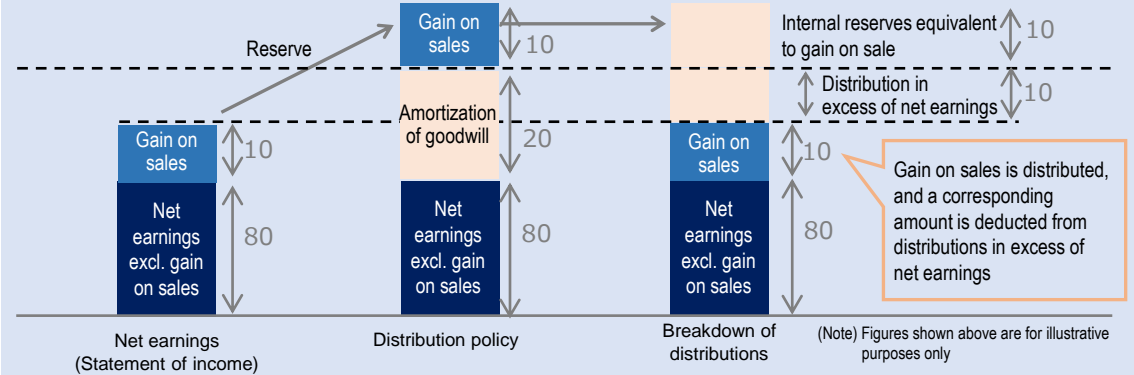 Reserve
Gain on
sales
10
Internal reserves equivalent
to gain on sale
10
Distribution in
excess of net earnings
10
Gain on
sales
10
Net
earnings
excl. gain
on sales
80
Amortization
of goodwill
20
Net
earnings
excl. gain
on sales
80
Gain on
sales
10
Net
earnings
excl. gain
on sales
80
Gain on sales is distributed,
and a corresponding
amount is deducted from
distributions in excess of
net earnings
Net earnings
(Statement of income)
Distribution policy
Breakdown of
distributions
(Note) Figures shown above are for illustrative
purposes only